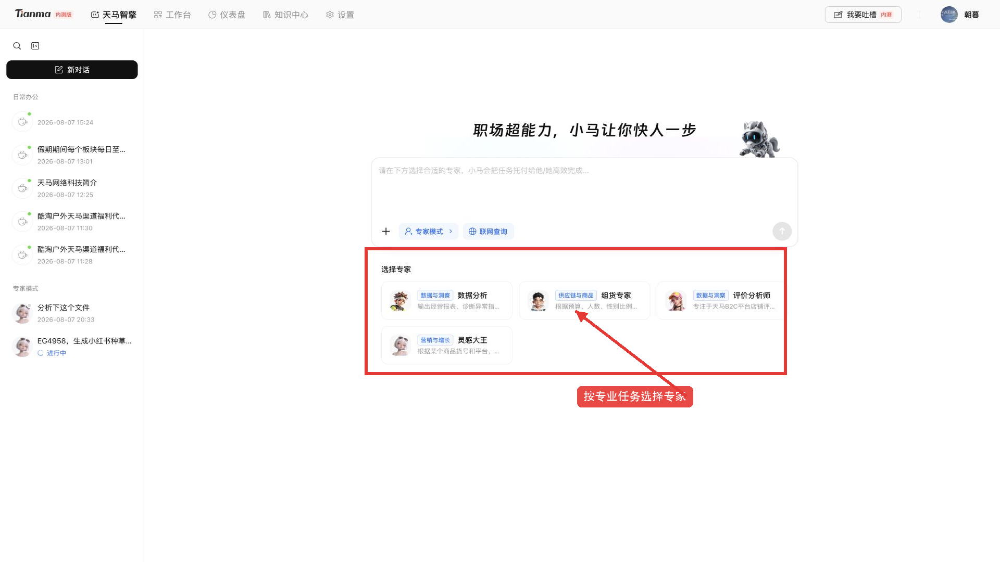 Tianma 内测版 天马智擎 工作台 仪表盘 知识中心 设置 我要吐槽 内测 朝暮
新对话
日常办公
2026-08-07 15:24
假期期间每个板块每日至...
2026-08-07 13:01
天马网络科技简介
2026-08-07 12:25
酷淘户外天马渠道福利代...
2026-08-07 11:30
酷淘户外天马渠道福利代...
2026-08-07 11:28
专家模式
分析下这个文件
2026-08-07 20:33
EG4958，生成小红书种草...
进行中
职场超能力，小马让你快人一步
请在下方选择合适的专家，小马会把任务托付给他/她高效完成...
专家模式 联网查询
选择专家
数据与洞察 数据分析
输出经营报表、诊断异常指...
供应链与商品 组货专家
根据预算、人数、性别比例...
数据与洞察 评价分析师
专注于天马B2C平台店铺评...
营销与增长 灵感大王
根据某个商品货号和平台，...
按专业任务选择专家